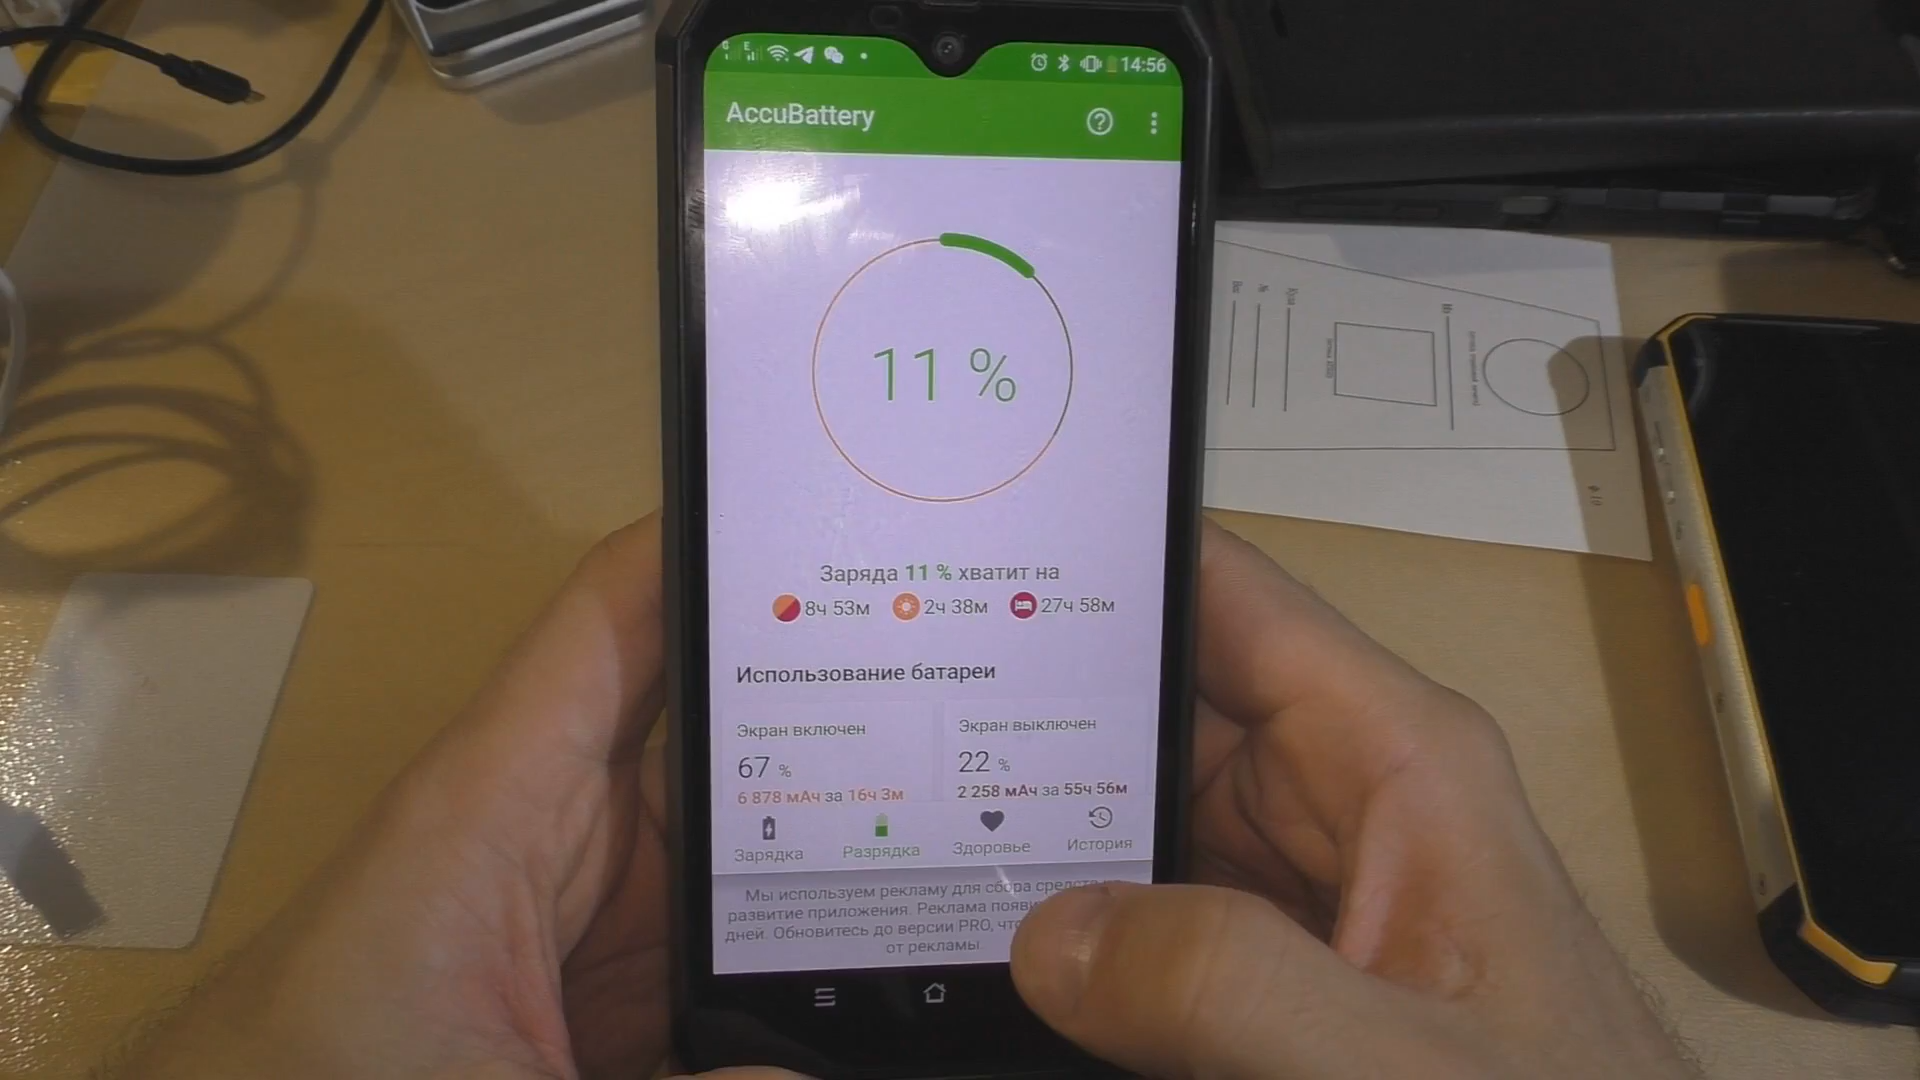 G E 14:56
AccuBattery
11 %
Заряда 11 % хватит на
8ч 53м 2ч 38м 27ч 58м
Использование батареи
Экран включен
67 %
6 878 мАч за 16ч 3м
Экран выключен
22 %
2 258 мАч за 55ч 56м
Зарядка Разрядка Здоровье История
Мы используем рекламу для сбора средств
развитие приложения. Реклама
дней. Обновитесь до версии PRO,
от рекламы.